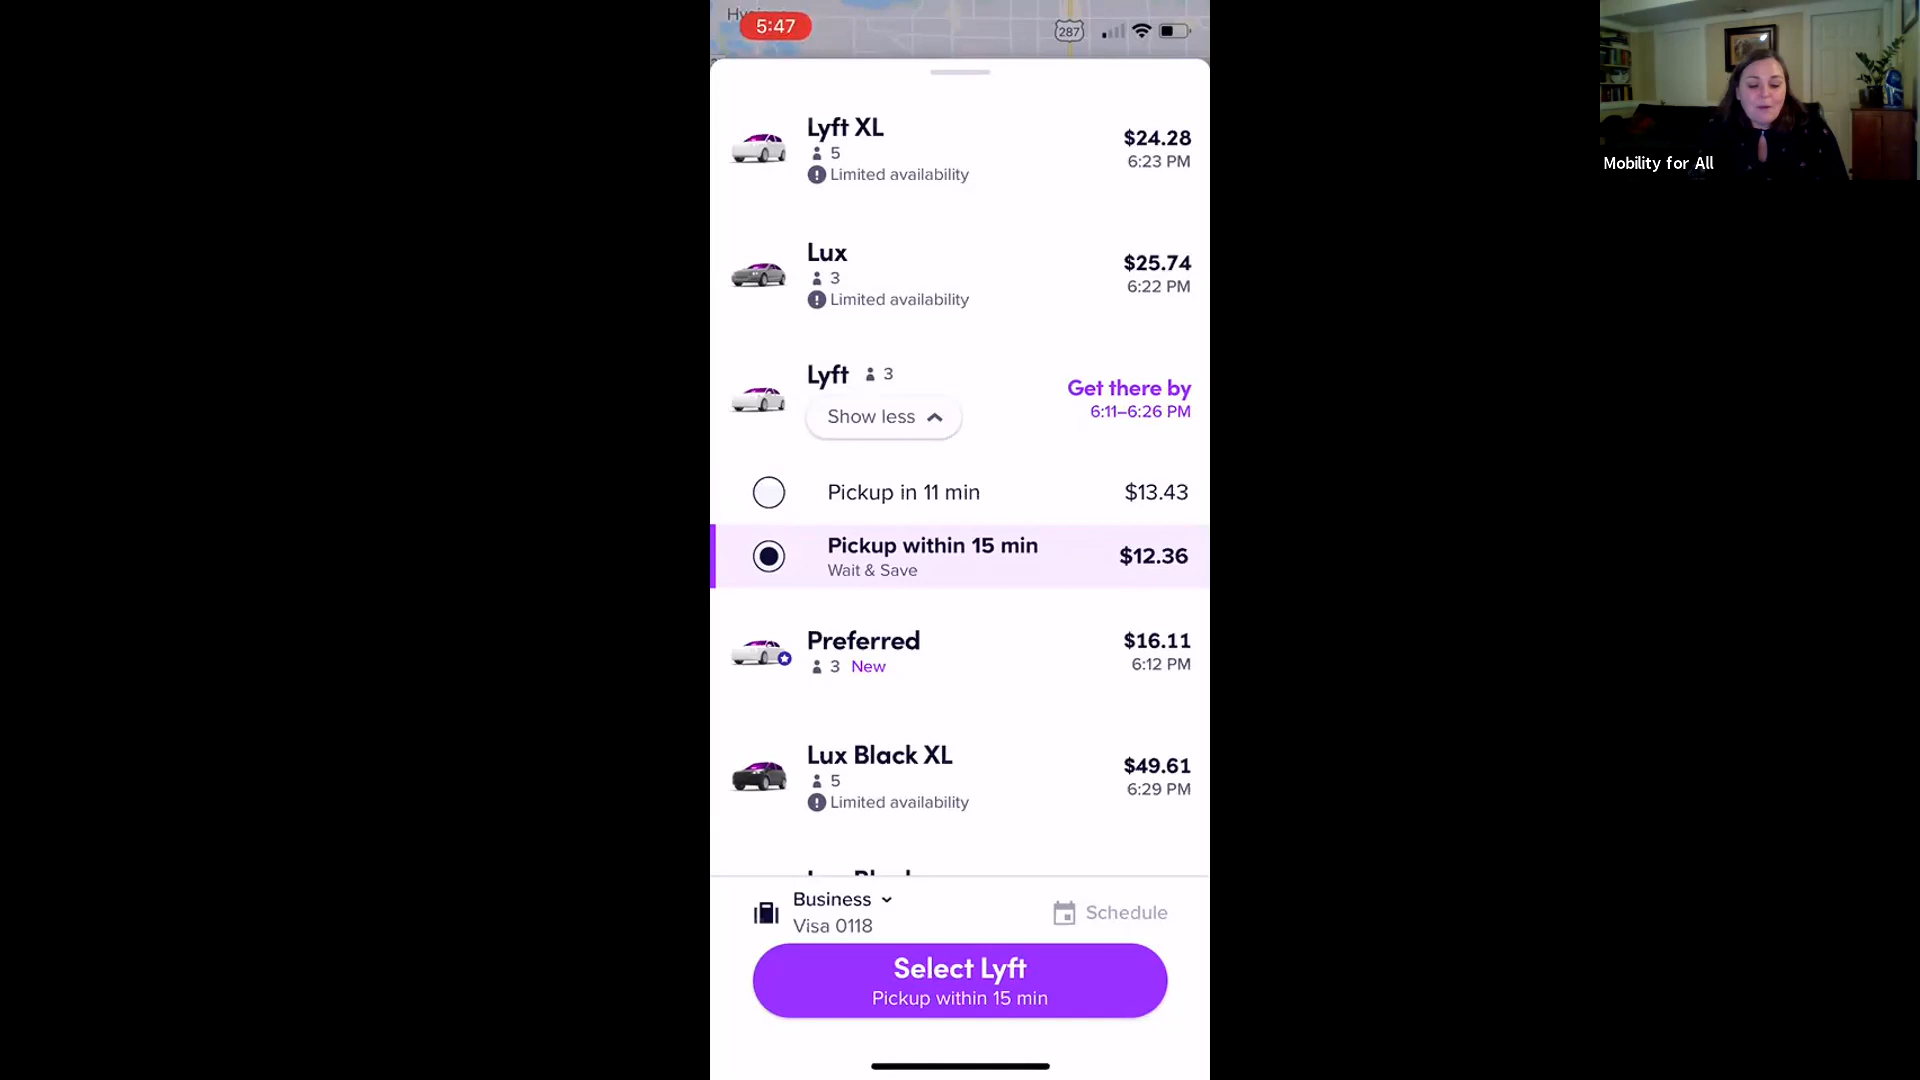 5:47
287
Lyft XL
5
Limited availability
$24.28
6:23 PM
Lux
3
Limited availability
$25.74
6:22 PM
Lyft 3
Show less
Get there by
6:11–6:26 PM
Pickup in 11 min
$13.43
Pickup within 15 min
Wait & Save
$12.36
Preferred
3 New
$16.11
6:12 PM
Lux Black XL
5
Limited availability
$49.61
6:29 PM
Business
Visa 0118
Schedule
Select Lyft
Pickup within 15 min
Mobility for All